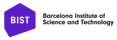 BIST
Barcelona Institute of
Science and Technology